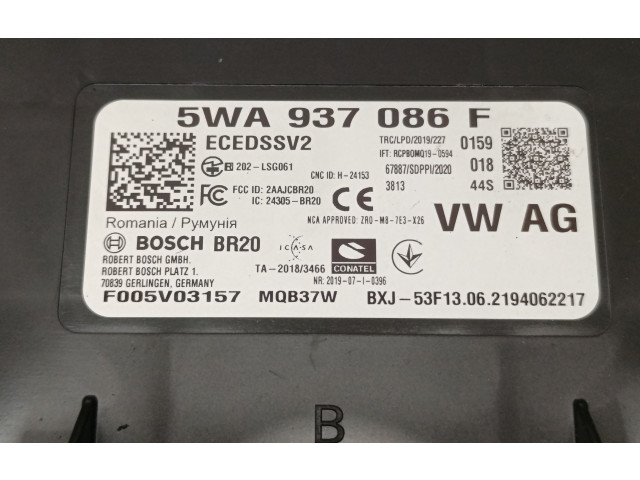 5WA 937 086 F
ECEDSSV2
TRC/LPD/2019/227
0159
IFT: RCPBOMQ19-0594
R 202-LSG061
018
CNC ID: H-24153
67887/SDPPI/2020
3813
44S
FCC ID: 2AAJCBR20
IC: 24305-BR20
CE
NCA APPROVED: ZRO-M8-7E3-X26
VW AG
Romania / Румунія
BOSCH BR20
ICASA
CONATEL
ROBERT BOSCH GMBH.
ROBERT BOSCH PLATZ 1.
70839 GERLINGEN, GERMANY
TA-2018/3466
NR: 2019-07-I-0396
F005V03157 MQB37W BXJ-53F13.06.2194062217
B